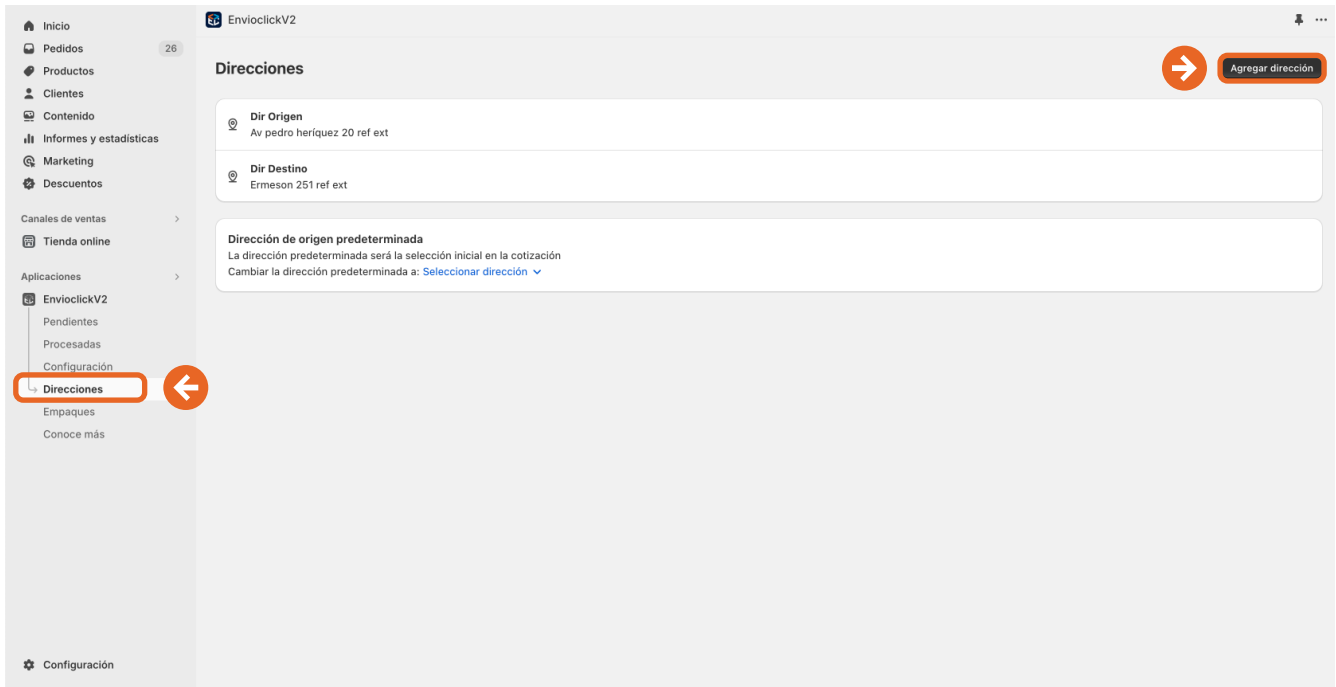 Inicio
Pedidos 26
Productos
Clientes
Contenido
Informes y estadísticas
Marketing
Descuentos
Canales de ventas
Tienda online
Aplicaciones
EnvioclickV2
Pendientes
Procesadas
Configuración
Direcciones
Empaques
Conoce más
Configuración
EnvioclickV2
Direcciones
Agregar dirección
Dir Origen
Av pedro heríquez 20 ref ext
Dir Destino
Ermeson 251 ref ext
Dirección de origen predeterminada
La dirección predeterminada será la selección inicial en la cotización
Cambiar la dirección predeterminada a: Seleccionar dirección